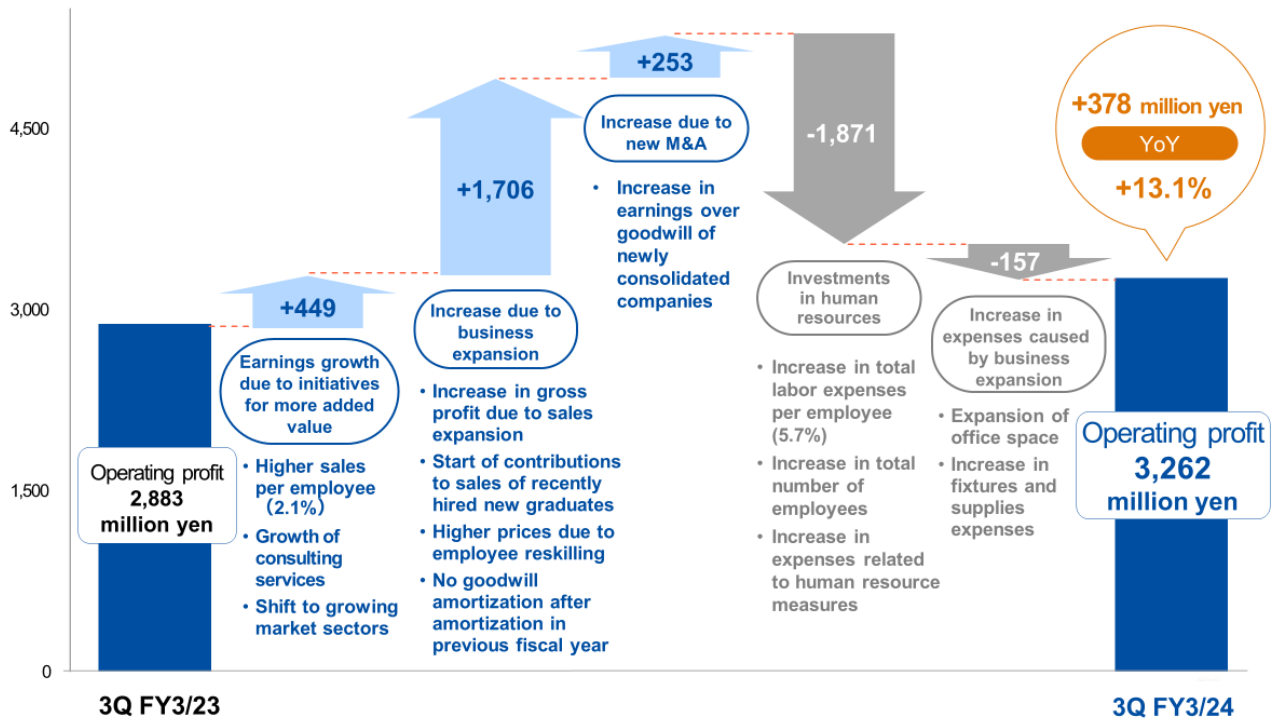 4,500
3,000
1,500
0
Operating profit
2,883
million yen
3Q FY3/23
+449
Earnings growth
due to initiatives
for more added
value
• Higher sales
per employee
(2.1%)
• Growth of
consulting
services
• Shift to growing
market sectors
+1,706
Increase due to
business
expansion
• Increase in gross
profit due to sales
expansion
• Start of contributions
to sales of recently
hired new graduates
• Higher prices due to
employee reskilling
• No goodwill
amortization after
amortization in
previous fiscal year
+253
Increase due to
new M&A
• Increase in
earnings over
goodwill of
newly
consolidated
companies
-1,871
Investments
in human
resources
• Increase in total
labor expenses
per employee
(5.7%)
• Increase in total
number of
employees
• Increase in
expenses related
to human resource
measures
-157
Increase in
expenses caused
by business
expansion
• Expansion of
office space
• Increase in
fixtures and
supplies
expenses
+378 million yen
YoY
+13.1%
Operating profit
3,262
million yen
3Q FY3/24